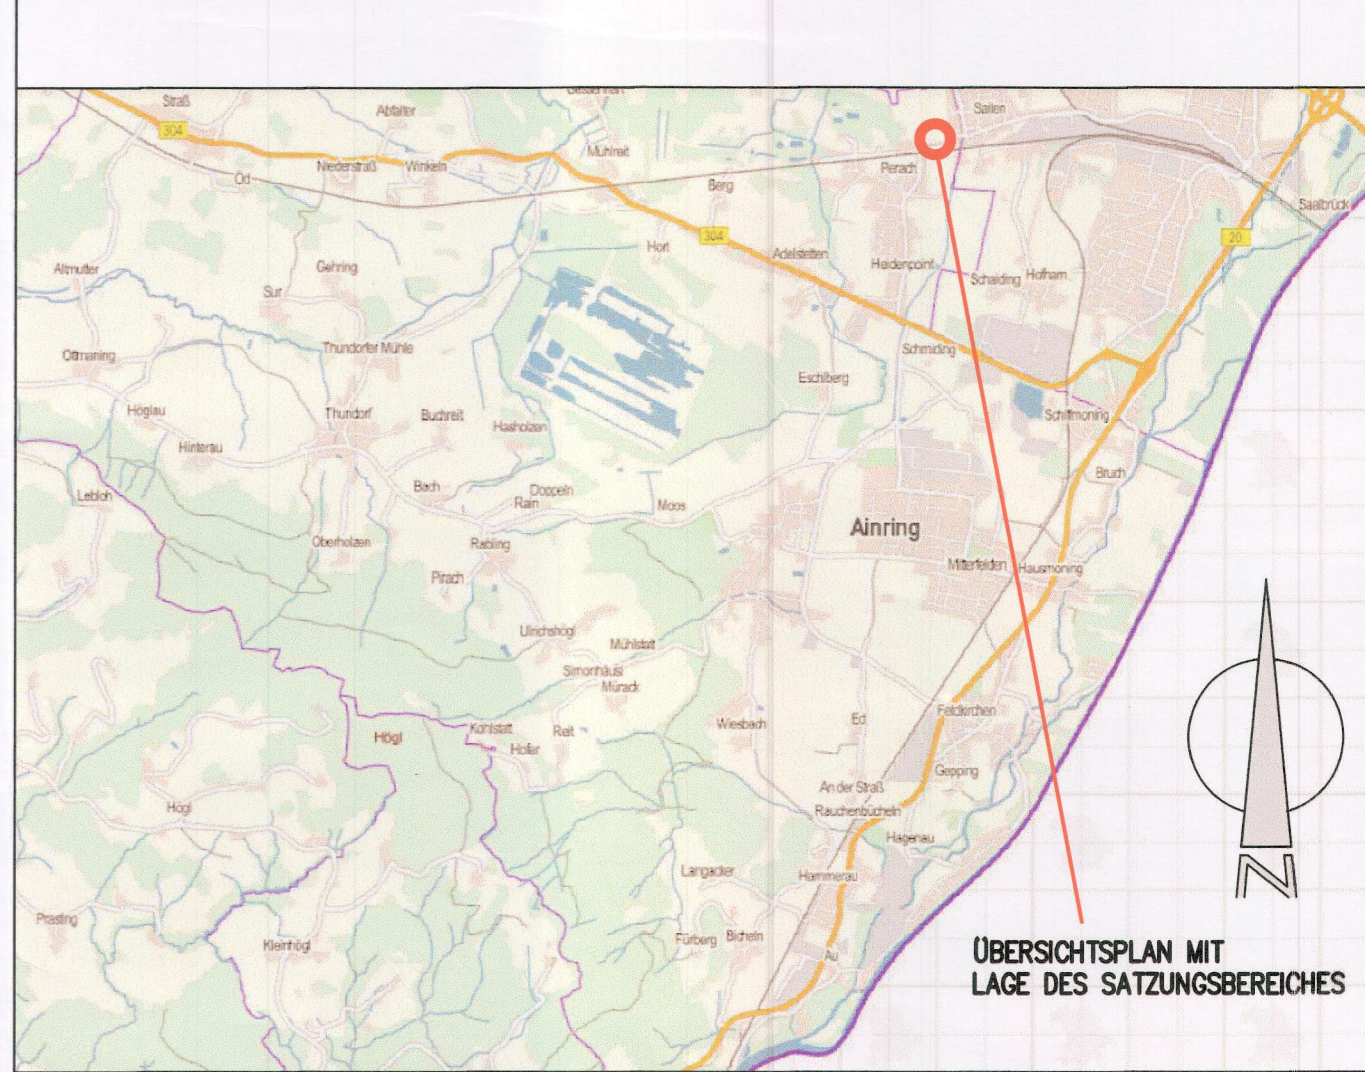 Straß
Abfalter
Sailen
304
Mühlreit
Niederstraß
Winkeln
Öd
Perach
Berg
Saalbrück
304
20
Hort
Adelstetten
Heidenpoint
Altmutter
Gehring
Schaiding
Hofham
Sur
Ottmaning
Thundorfer Mühle
Schmiding
Eschlberg
Höglau
Thundorf
Buchreit
Schiffmoning
Hasholzen
Hinterau
Bruch
Lebloh
Bach
Doppeln
Rain
Moos
Ainring
Oberholzen
Rabling
Mitterfelden
Hausmoning
Pirach
Ulrichshögl
Mühlstatt
Simonhäusl
Mürack
Feldkirchen
Högl
Kohlstatt
Reit
Wiesbach
Ed
Hofer
Gepping
An der Straß
Högl
Rauchenbücheln
Hagenau
Langacker
Hammerau
Prasting
Kleinhögl
Fürberg
Bicheln
Au
N
ÜBERSICHTSPLAN MIT
LAGE DES SATZUNGSBEREICHES